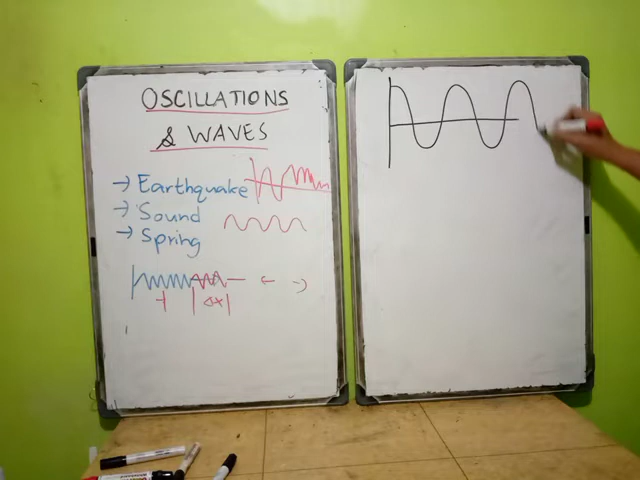 OSCILLATIONS
& WAVES
→ Earthquake
→ Sound
→ Spring